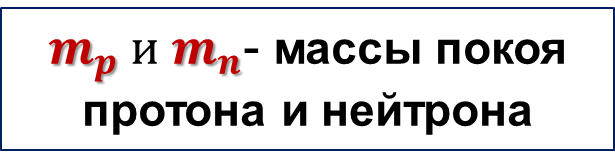 mₚ и mₙ- массы покоя
протона и нейтрона